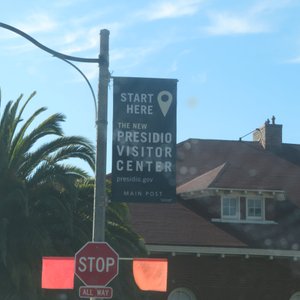 START
HERE
THE NEW
PRESIDIO
VISITOR
CENTER
presidio.gov
MAIN POST
STOP
ALL WAY